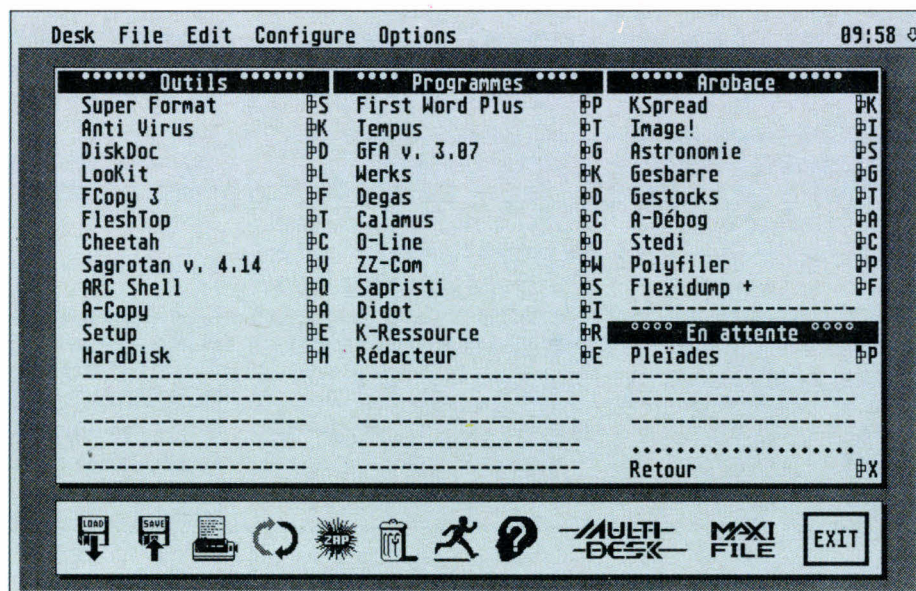 Desk File Edit Configure Options 09:58
Outils
Super Format S
Anti Virus K
DiskDoc D
LooKit L
FCopy 3 F
FleshTop T
Cheetah C
Sagrotan v. 4.14 V
ARC Shell Q
A-Copy A
Setup E
HardDisk H
Programmes
First Word Plus P
Tempus T
GFA v. 3.07 G
Werks K
Degas D
Calamus C
O-Line O
ZZ-Com W
Sapristi S
Didot I
K-Ressource R
Rédacteur E
Arobace
KSpread K
Image! I
Astronomie S
Gesbarre G
Gestocks T
A-Débog A
Stedi C
Polyfiler P
Flexidump + F
En attente
Pleïades P
Retour X
LOAD
SAVE
ZAP
MULTI-
DESK
MAXI
FILE
EXIT